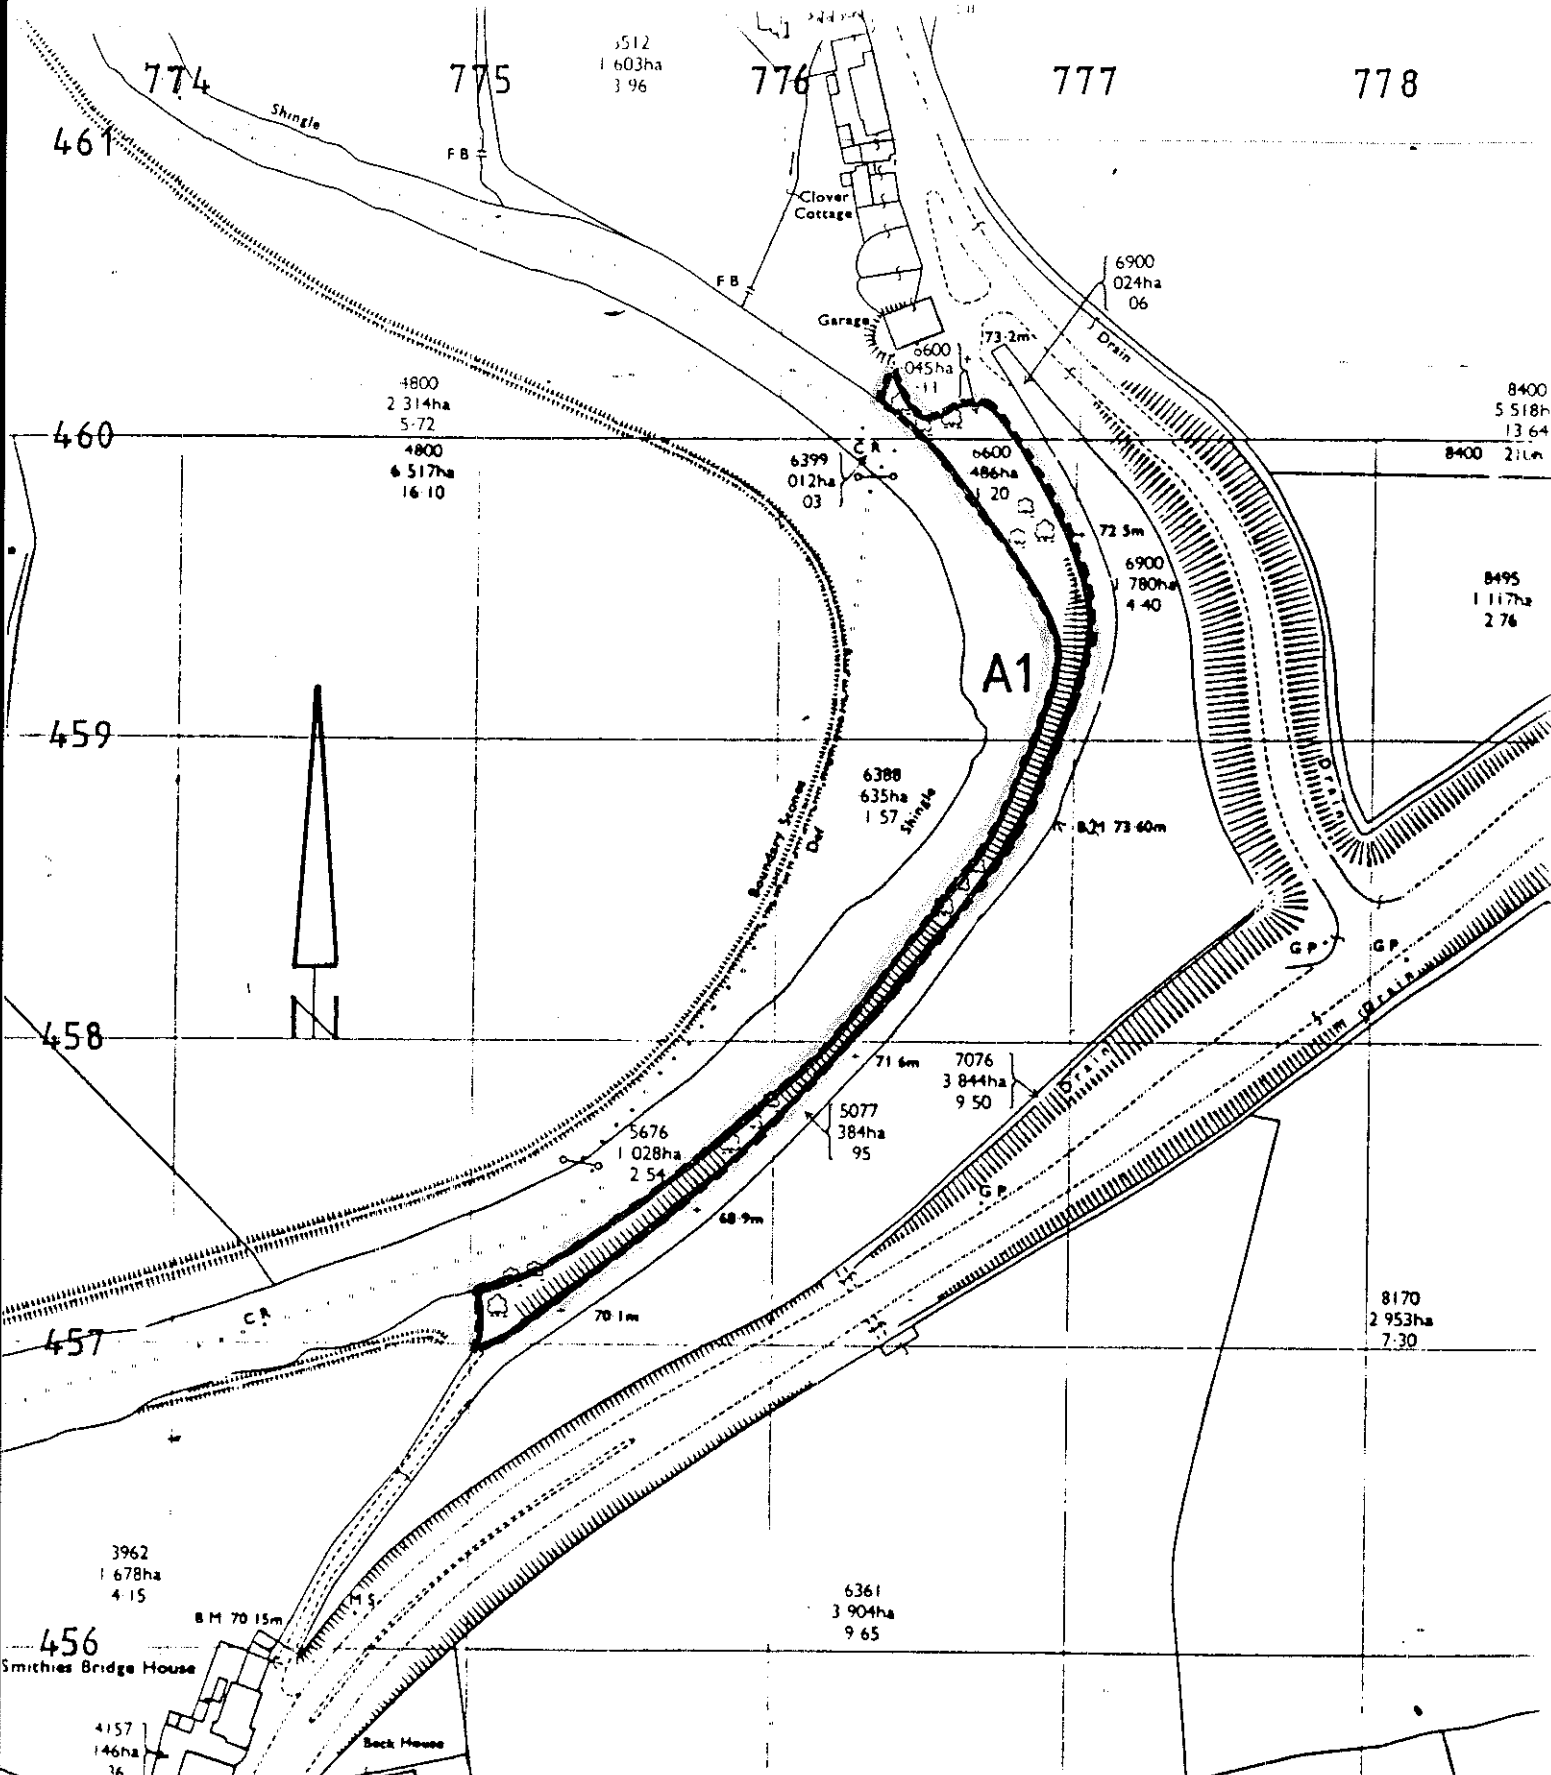 774
775
776
777
778
1 603ha
3 96
Shingle
461
F B
Clover
Cottage
F B
6900
024ha
06
Garage
Drain
73·2m
6600
045ha
·11
4800
2 314ha
5·72
8400
5 518h
13 64
460
4800
6 517ha
16·10
C R
6399
012ha
03
6600
486ha
1 20
8400
72 5m
6900
1 780ha
4·40
8495
1 117ha
2 76
A1
459
Drain
6388
635ha
1 57
Shingle
Boundary Stones
Def
B M 73·60m
G P
G P
Drain
N
458
71 6m
7076
3 844ha
9 50
Drain
5077
384ha
95
5676
1 028ha
2 54
G P
68·9m
70·1m
C R
457
8170
2 953ha
7·30
3962
1 678ha
4·15
M S
6361
3 904ha
9 65
B M 70 15m
456
Smithies Bridge House
4157
146ha
36
Beck House